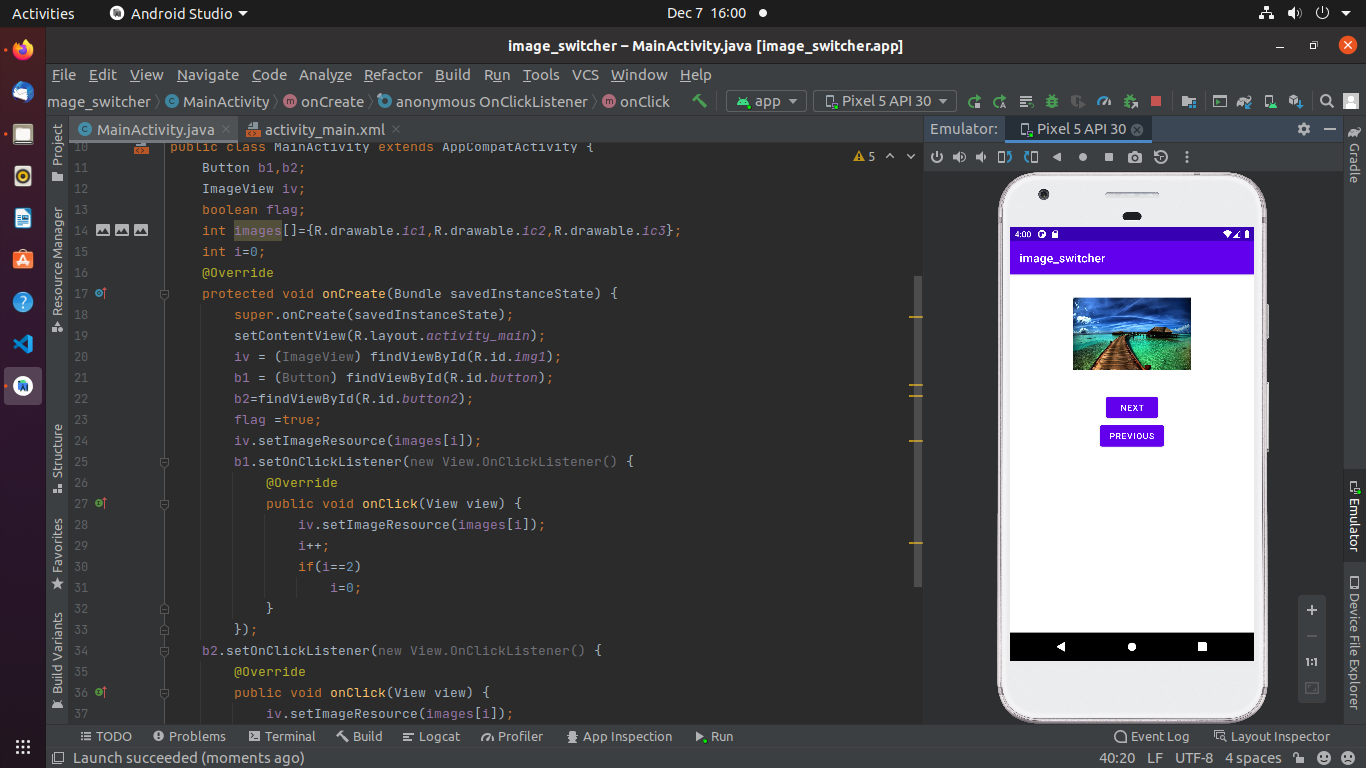 Activities Android Studio Dec 7 16:00
image_switcher – MainActivity.java [image_switcher.app]
File Edit View Navigate Code Analyze Refactor Build Run Tools VCS Window Help
mage_switcher MainActivity onCreate anonymous OnClickListener onClick app Pixel 5 API 30
MainActivity.java activity_main.xml
Emulator: Pixel 5 API 30
Project
Resource Manager
Structure
Favorites
Build Variants
5
10 public class MainActivity extends AppCompatActivity {
11 Button b1,b2;
12 ImageView iv;
13 boolean flag;
14 int images[]={R.drawable.ic1,R.drawable.ic2,R.drawable.ic3};
15 int i=0;
16 @Override
17 protected void onCreate(Bundle savedInstanceState) {
18 super.onCreate(savedInstanceState);
19 setContentView(R.layout.activity_main);
20 iv = (ImageView) findViewById(R.id.img1);
21 b1 = (Button) findViewById(R.id.button);
22 b2=findViewById(R.id.button2);
23 flag =true;
24 iv.setImageResource(images[i]);
25 b1.setOnClickListener(new View.OnClickListener() {
26 @Override
27 public void onClick(View view) {
28 iv.setImageResource(images[i]);
29 i++;
30 if(i==2)
31 i=0;
32 }
33 });
34 b2.setOnClickListener(new View.OnClickListener() {
35 @Override
36 public void onClick(View view) {
37 iv.setImageResource(images[i]);
4:00
image_switcher
NEXT
PREVIOUS
1:1
Gradle
Emulator
Device File Explorer
TODO Problems Terminal Build Logcat Profiler App Inspection Run Event Log Layout Inspector
Launch succeeded (moments ago) 40:20 LF UTF-8 4 spaces